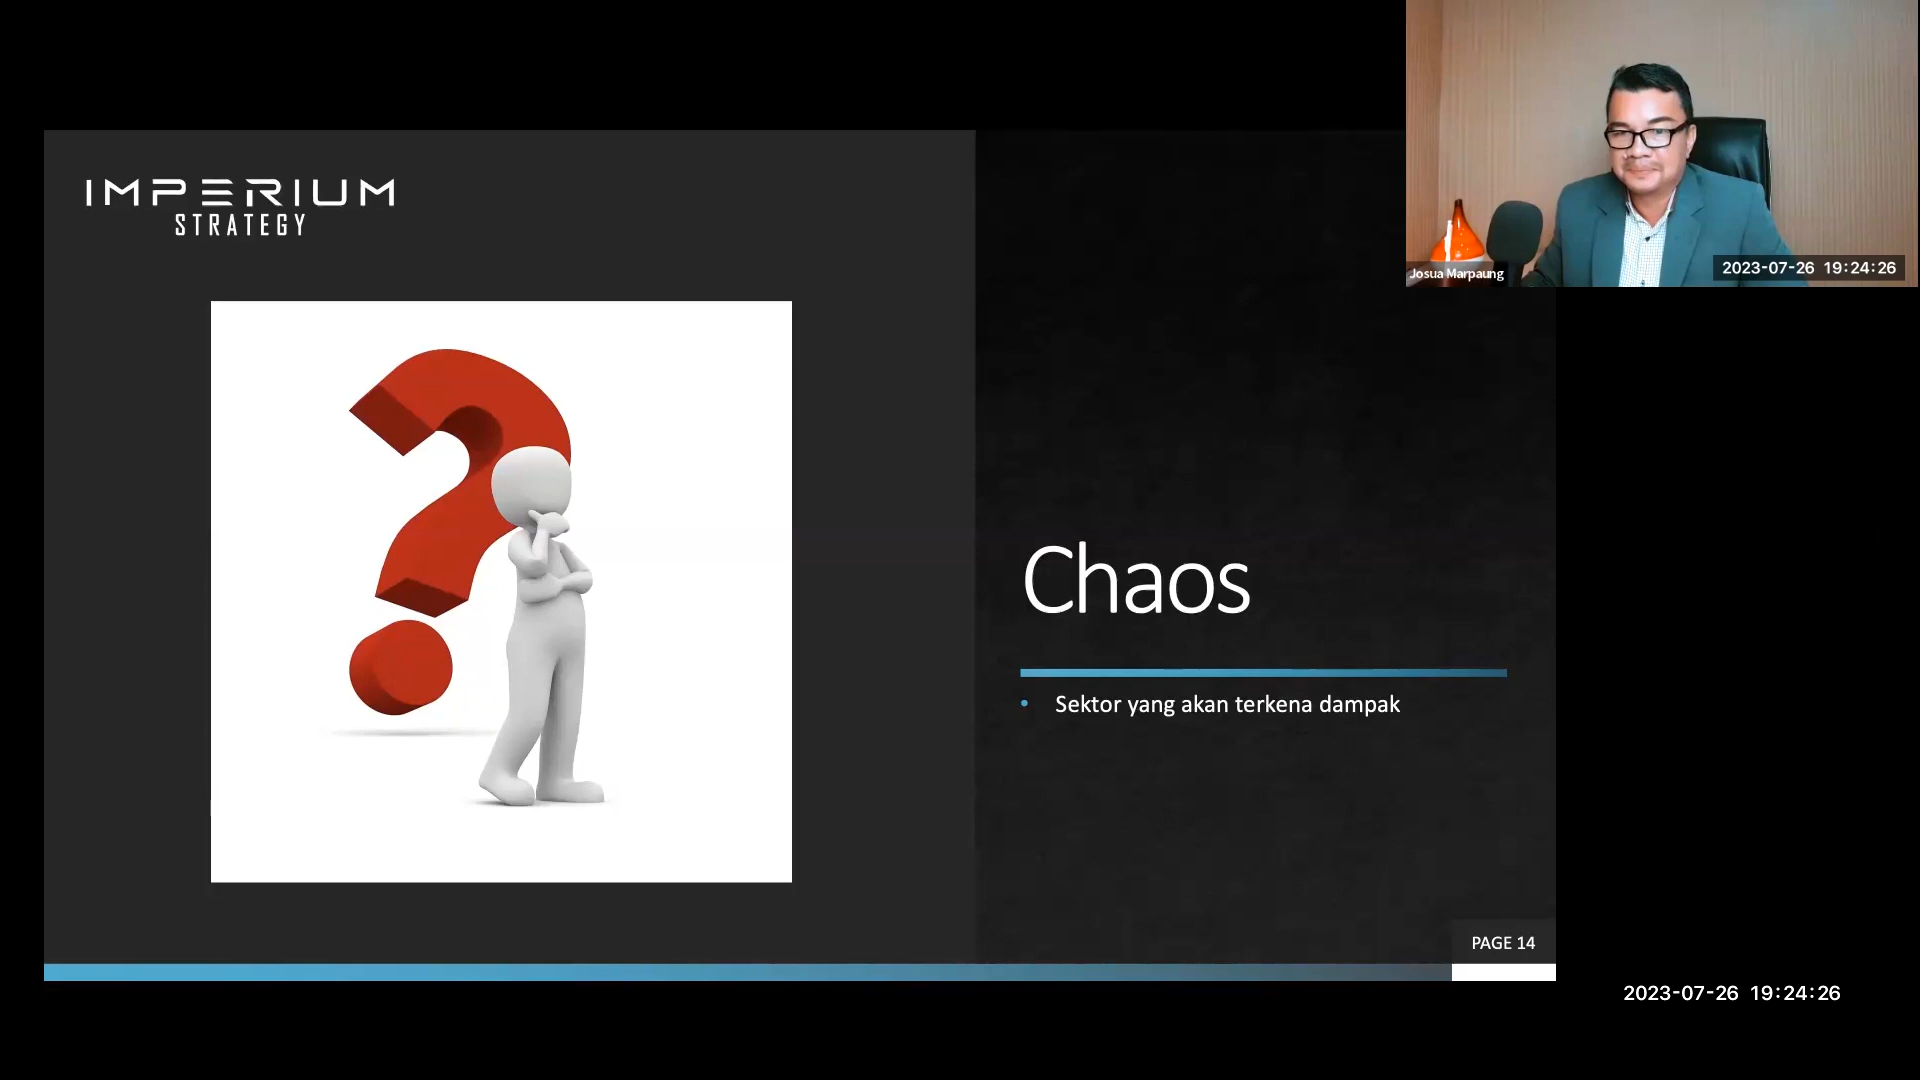 IMPERIUM
STRATEGY
Josua Marpaung
2023-07-26 19:24:26
Chaos
• Sektor yang akan terkena dampak
PAGE 14
2023-07-26 19:24:26